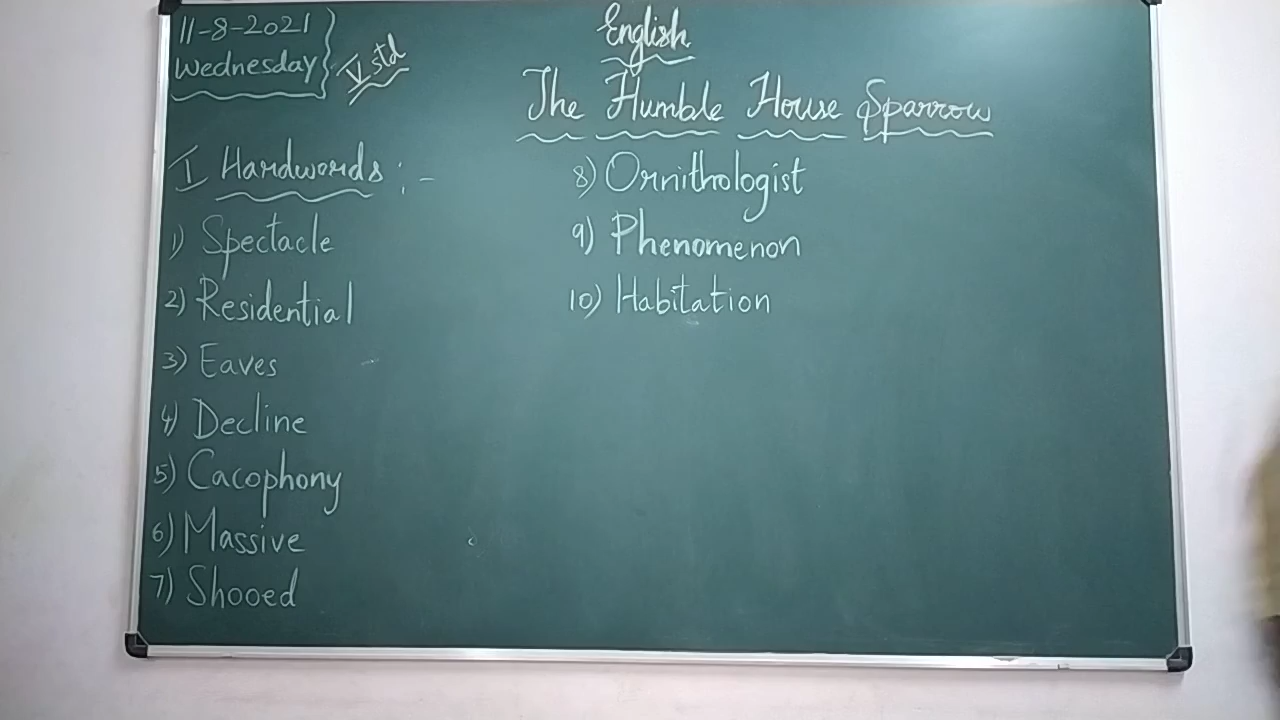 11-8-2021
Wednesday
V std
English
The Humble House Sparrow
I Hardwords :-
1) Spectacle
2) Residential
3) Eaves
4) Decline
5) Cacophony
6) Massive
7) Shooed
8) Ornithologist
9) Phenomenon
10) Habitation